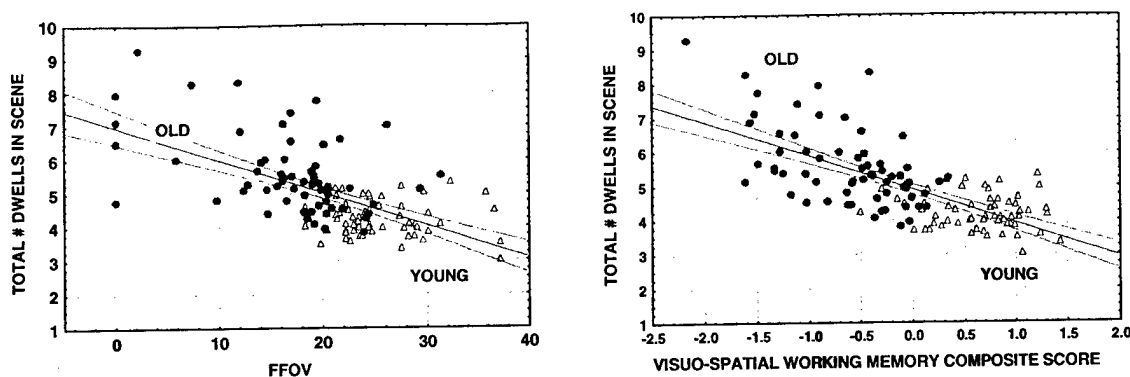 10
9
8
7
6
5
4
3
2
1
TOTAL # DWELLS IN SCENE
OLD
YOUNG
0 10 20 30 40
FFOV
10
9
8
7
6
5
4
3
2
1
TOTAL # DWELLS IN SCENE
OLD
YOUNG
-2.5 -2.0 -1.5 -1.0 -0.5 0.0 0.5 1.0 1.5 2.0
VISUO-SPATIAL WORKING MEMORY COMPOSITE SCORE